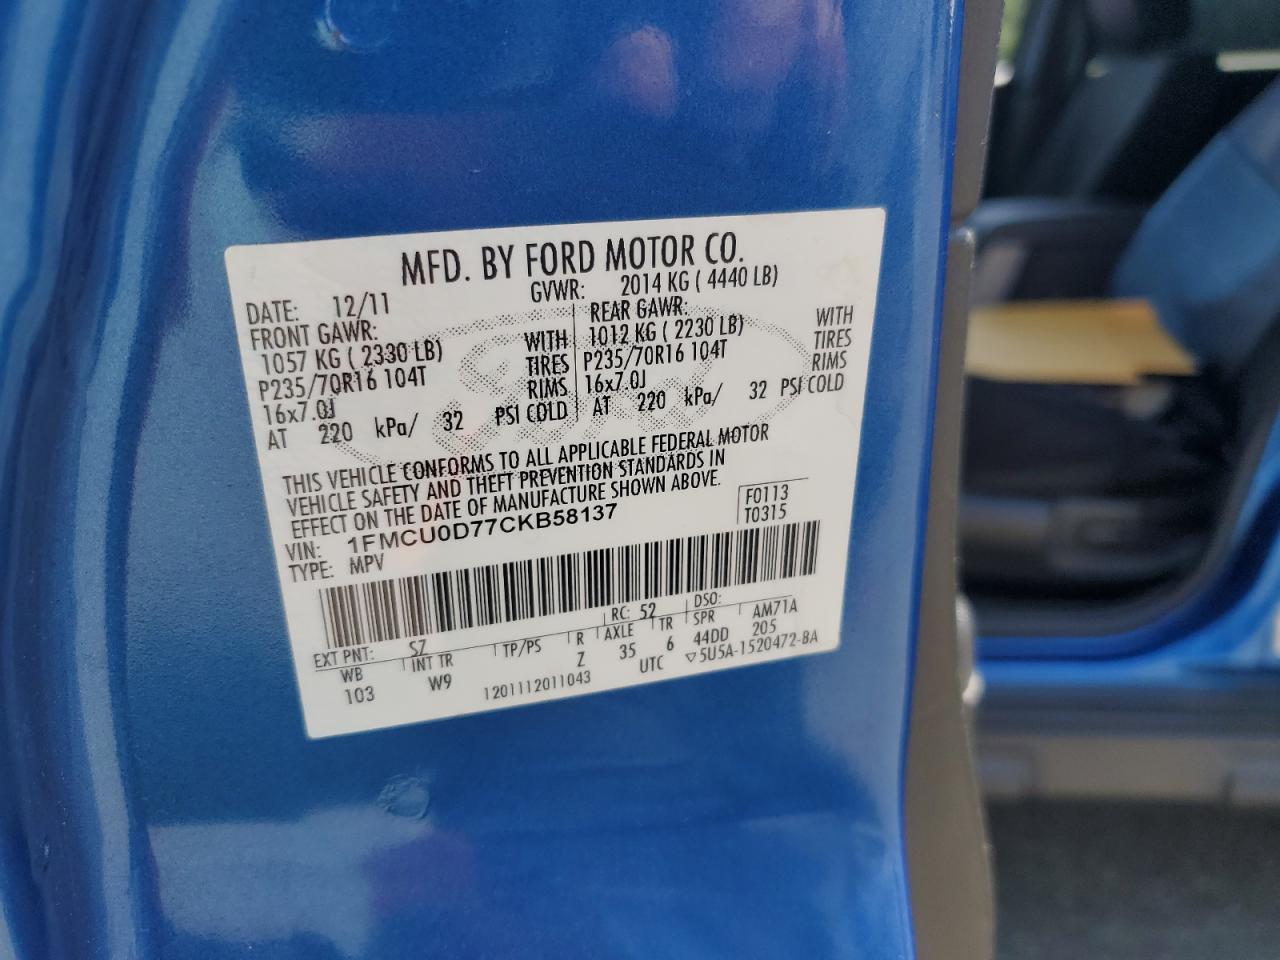 MFD. BY FORD MOTOR CO.
DATE: 12/11 GVWR: 2014 KG ( 4440 LB)
FRONT GAWR: REAR GAWR:
1057 KG ( 2330 LB) WITH 1012 KG ( 2230 LB) WITH
P235/70R16 104T TIRES P235/70R16 104T TIRES
16x7.0J RIMS 16x7.0J RIMS
AT 220 kPa/ 32 PSI COLD AT 220 kPa/ 32 PSI COLD
THIS VEHICLE CONFORMS TO ALL APPLICABLE FEDERAL MOTOR
VEHICLE SAFETY AND THEFT PREVENTION STANDARDS IN
EFFECT ON THE DATE OF MANUFACTURE SHOWN ABOVE.
VIN: 1FMCU0D77CKB58137 F0113
TYPE: MPV T0315
EXT PNT: SZ RC: 52 DSO:
WB INT TR TP/PS R AXLE TR SPR AM71A
103 W9 Z 35 6 44DD 205
1201112011043 UTC ▽5U5A-1520472-BA